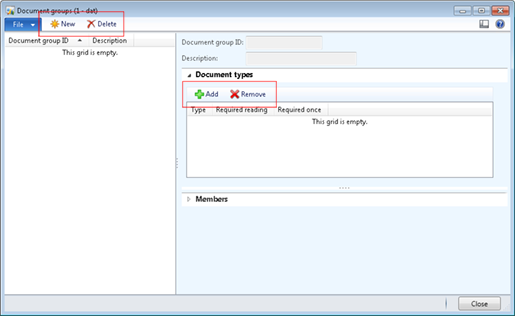 Document groups (1 - dat)
File New Delete
Document group ID Description
This grid is empty.
Document group ID:
Description:
Document types
Add Remove
Type Required reading Required once
This grid is empty.
Members
Close